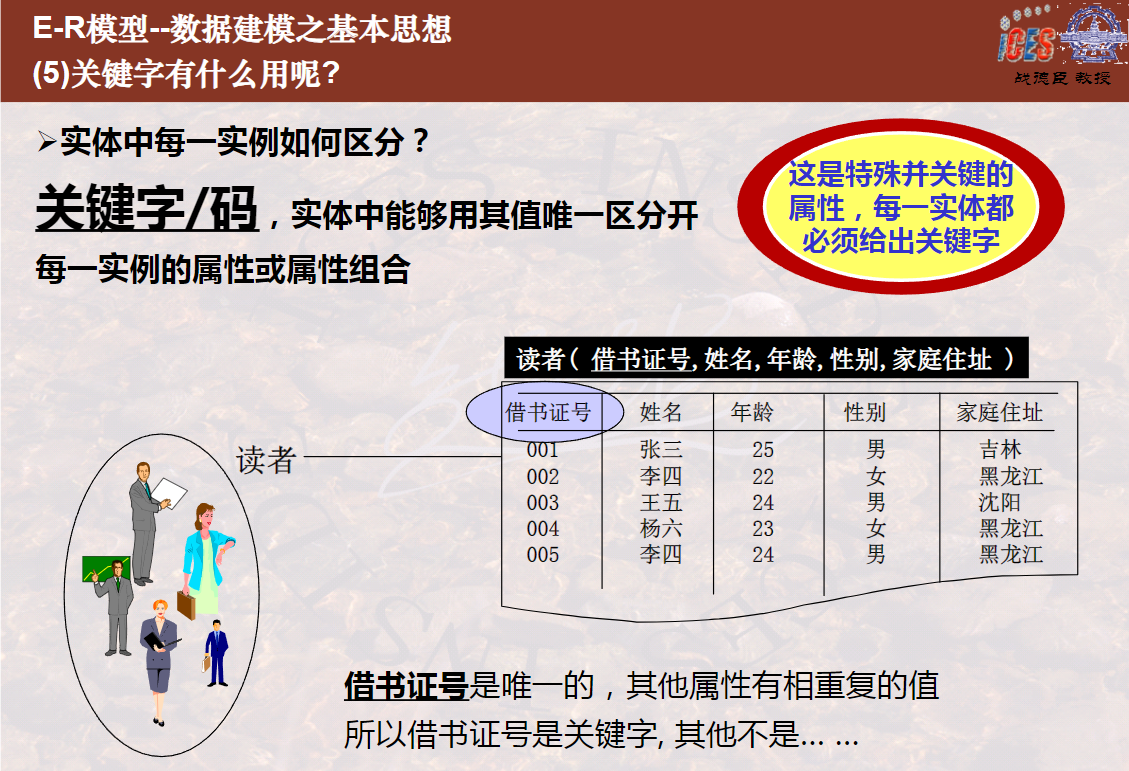 E-R模型--数据建模之基本思想
(5)关键字有什么用呢?
iCES
战德臣 教授
➢实体中每一实例如何区分？
关键字/码，实体中能够用其值唯一区分开
每一实例的属性或属性组合
这是特殊并关键的
属性，每一实体都
必须给出关键字
读者( 借书证号,姓名,年龄,性别,家庭住址 )
借书证号 姓名 年龄 性别 家庭住址
001 张三 25 男 吉林
002 李四 22 女 黑龙江
003 王五 24 男 沈阳
004 杨六 23 女 黑龙江
005 李四 24 男 黑龙江
读者
借书证号是唯一的，其他属性有相重复的值
所以借书证号是关键字, 其他不是... ...